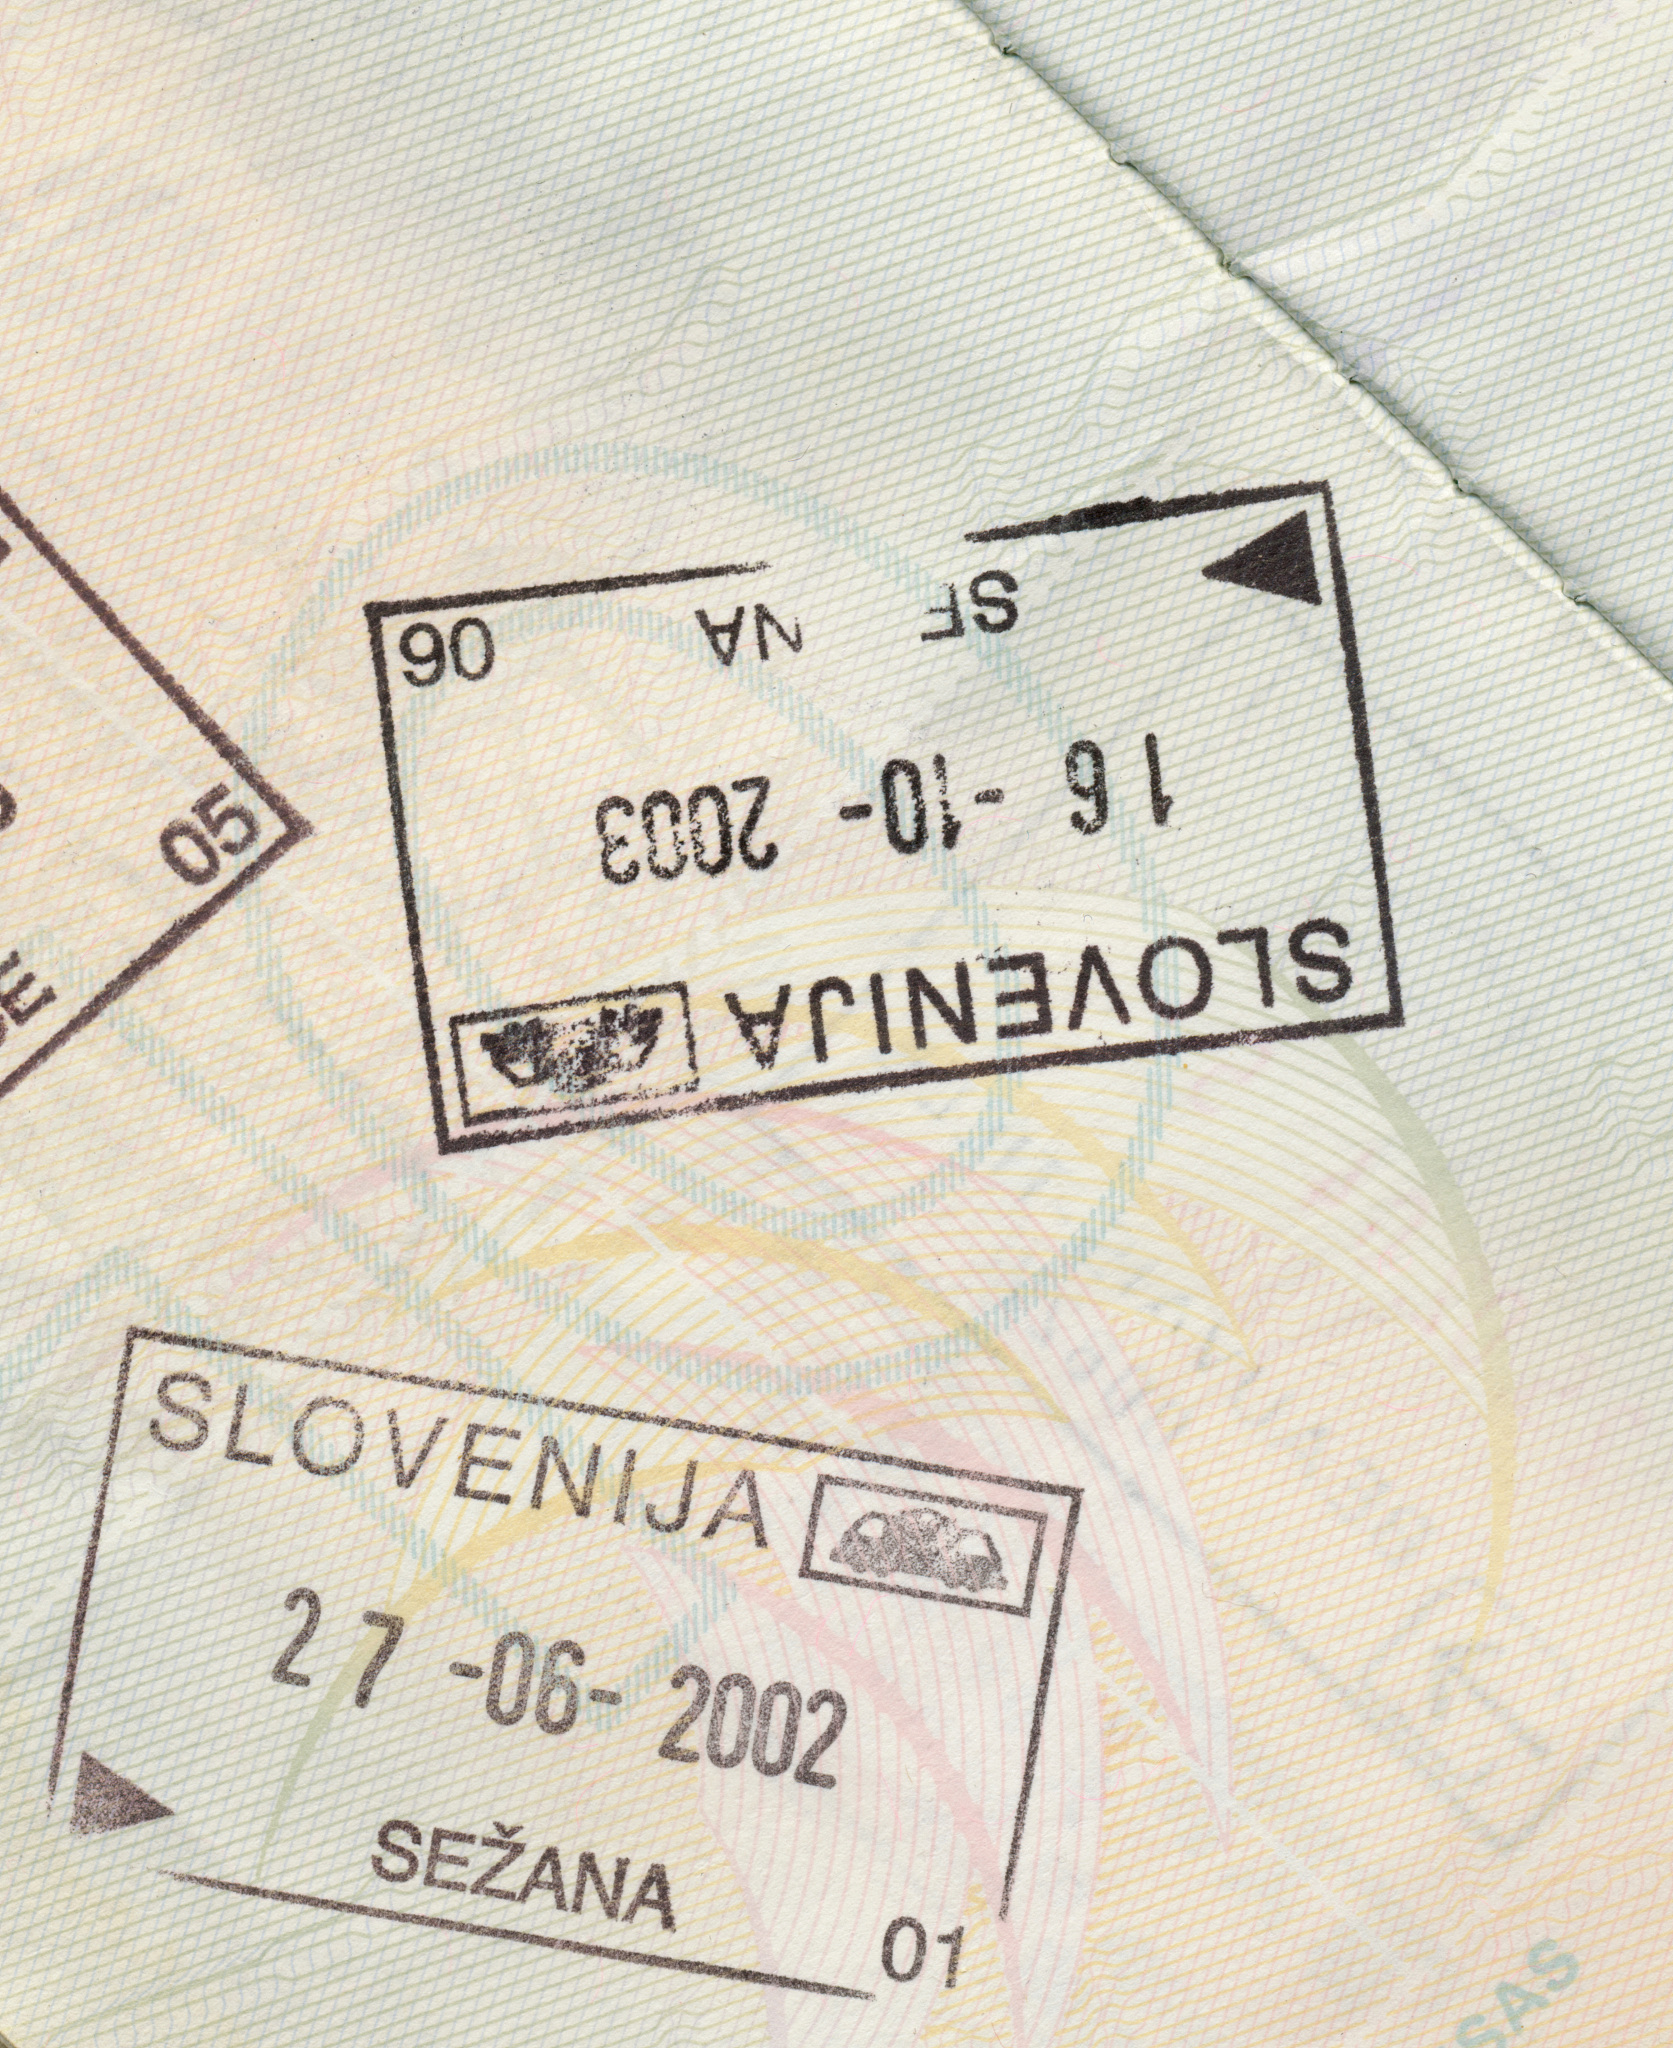 05
SLOVENIJA
16 -10- 2003
SE NA 06
SLOVENIJA
27 -06- 2002
SEŽANA
01